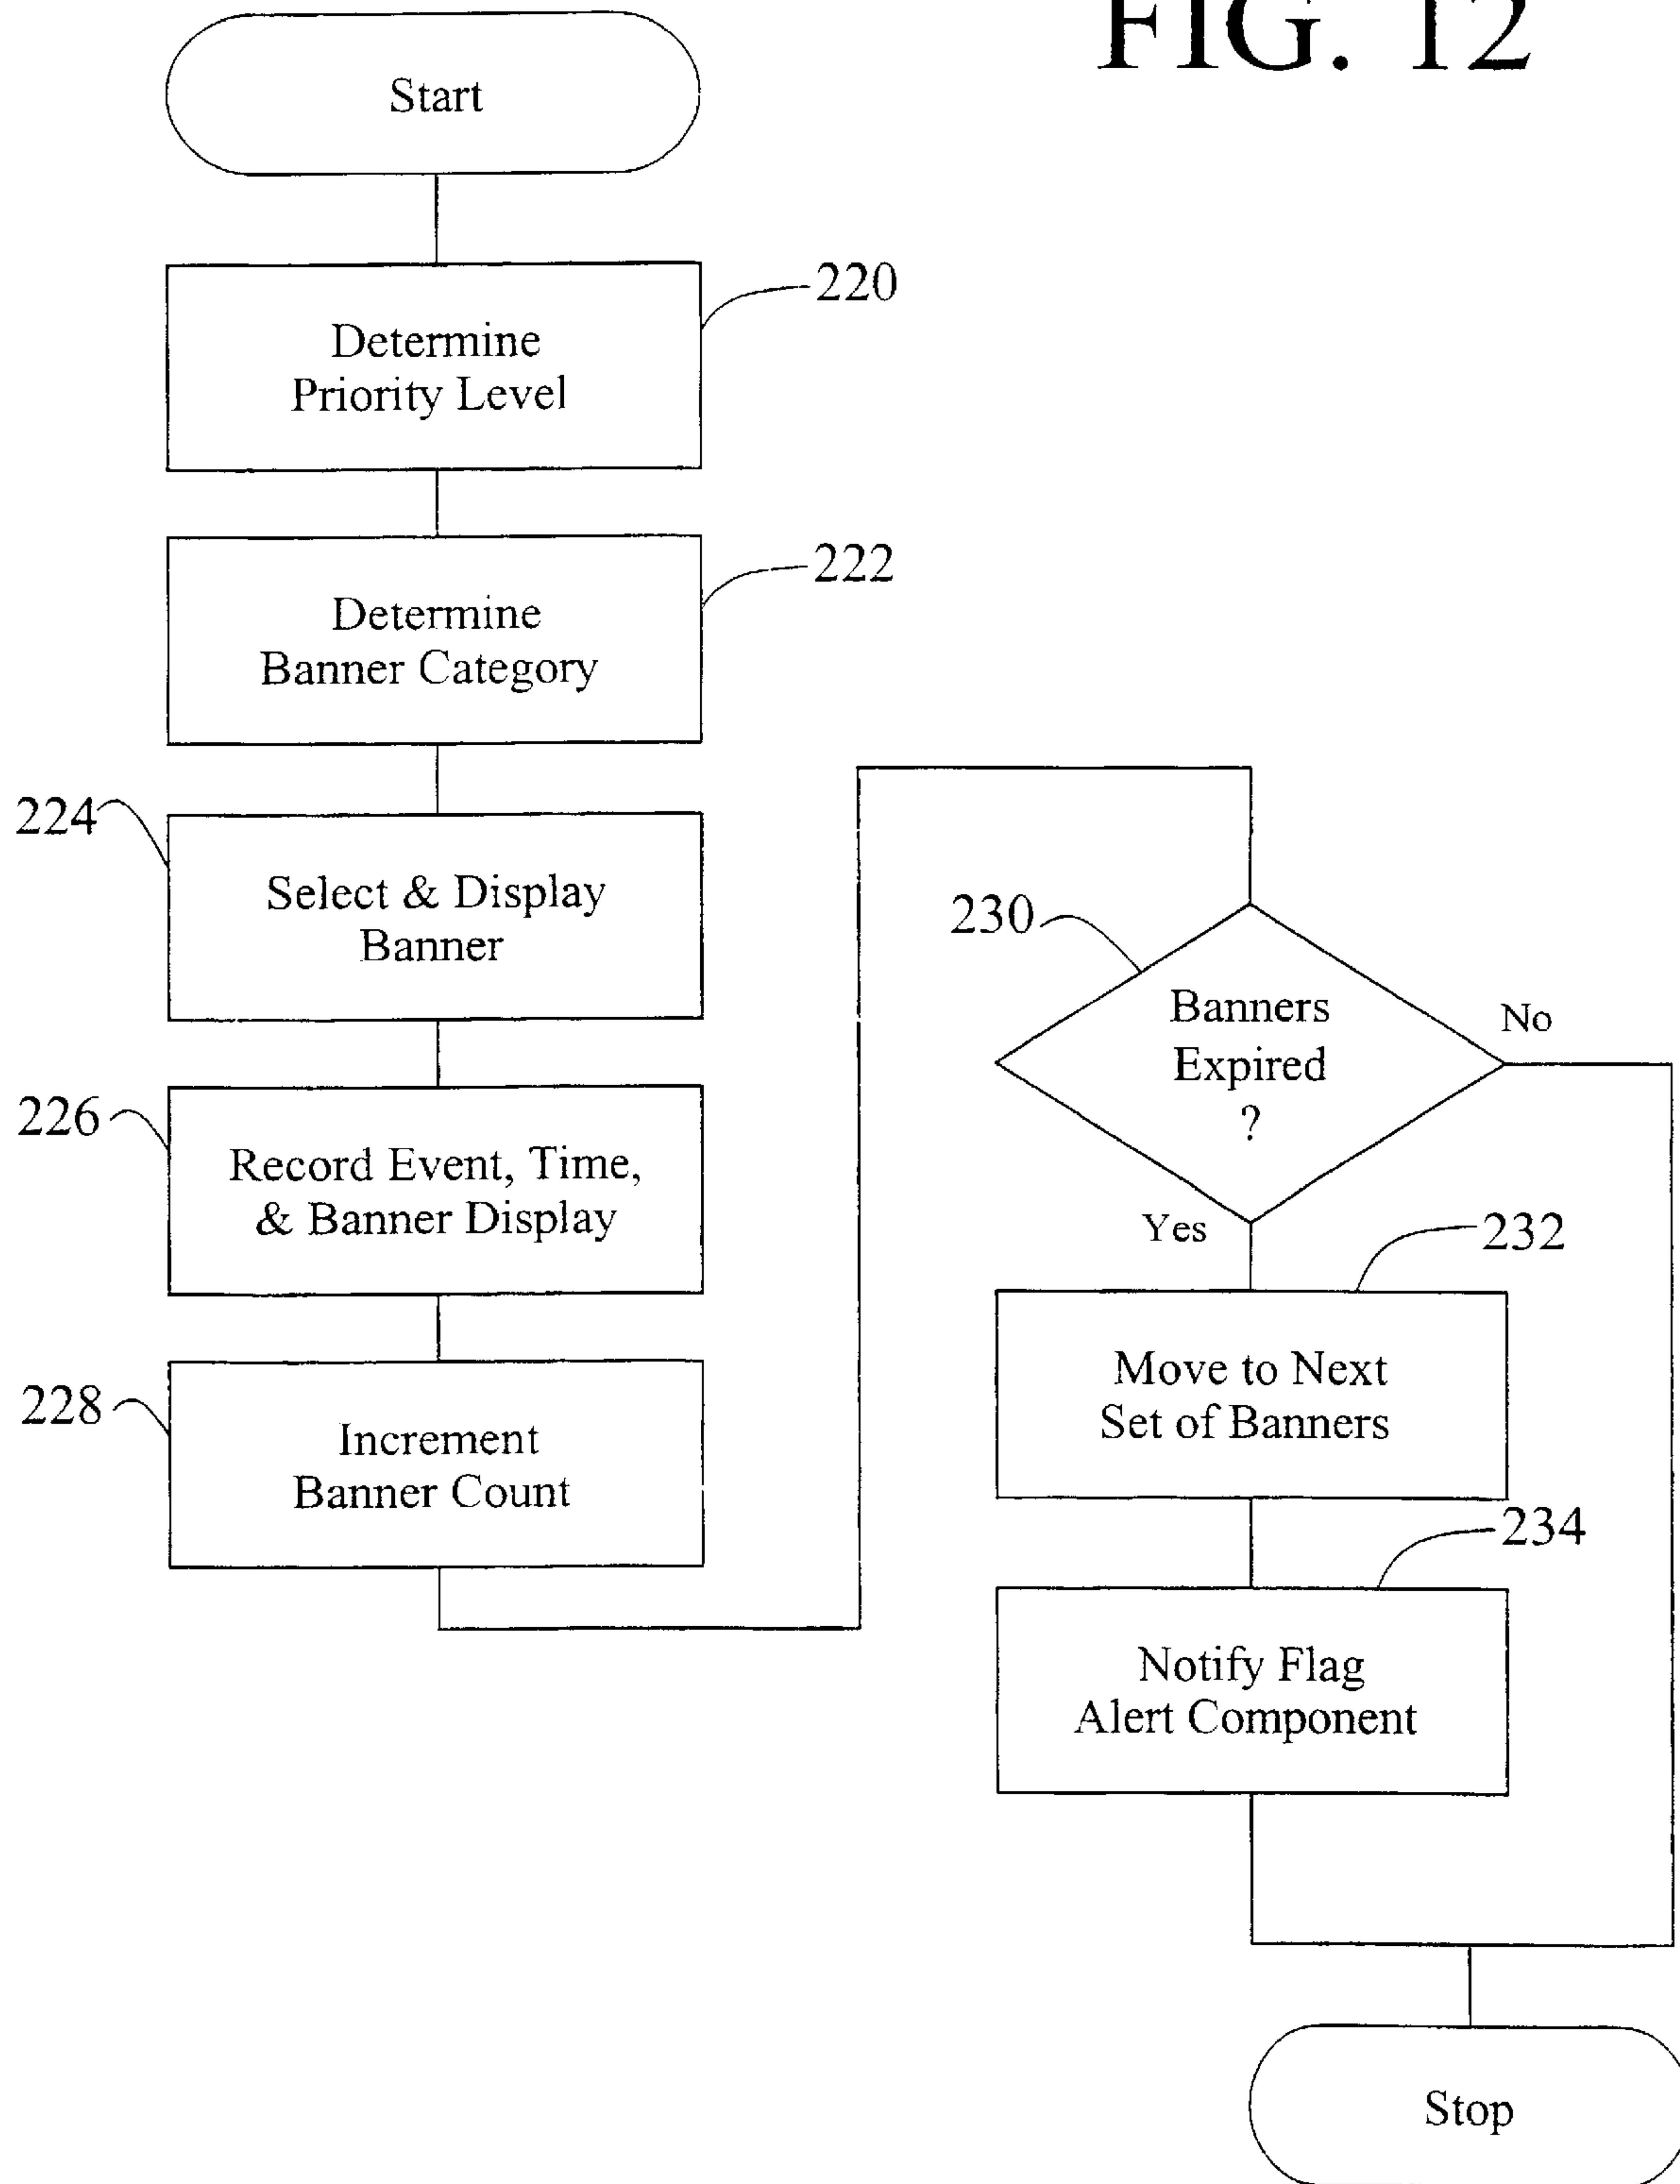 FIG. 12
Start
220
Determine
Priority Level
222
Determine
Banner Category
224
Select & Display
Banner
226
Record Event, Time,
& Banner Display
228
Increment
Banner Count
230
Banners
Expired
?
No
Yes
232
Move to Next
Set of Banners
234
Notify Flag
Alert Component
Stop